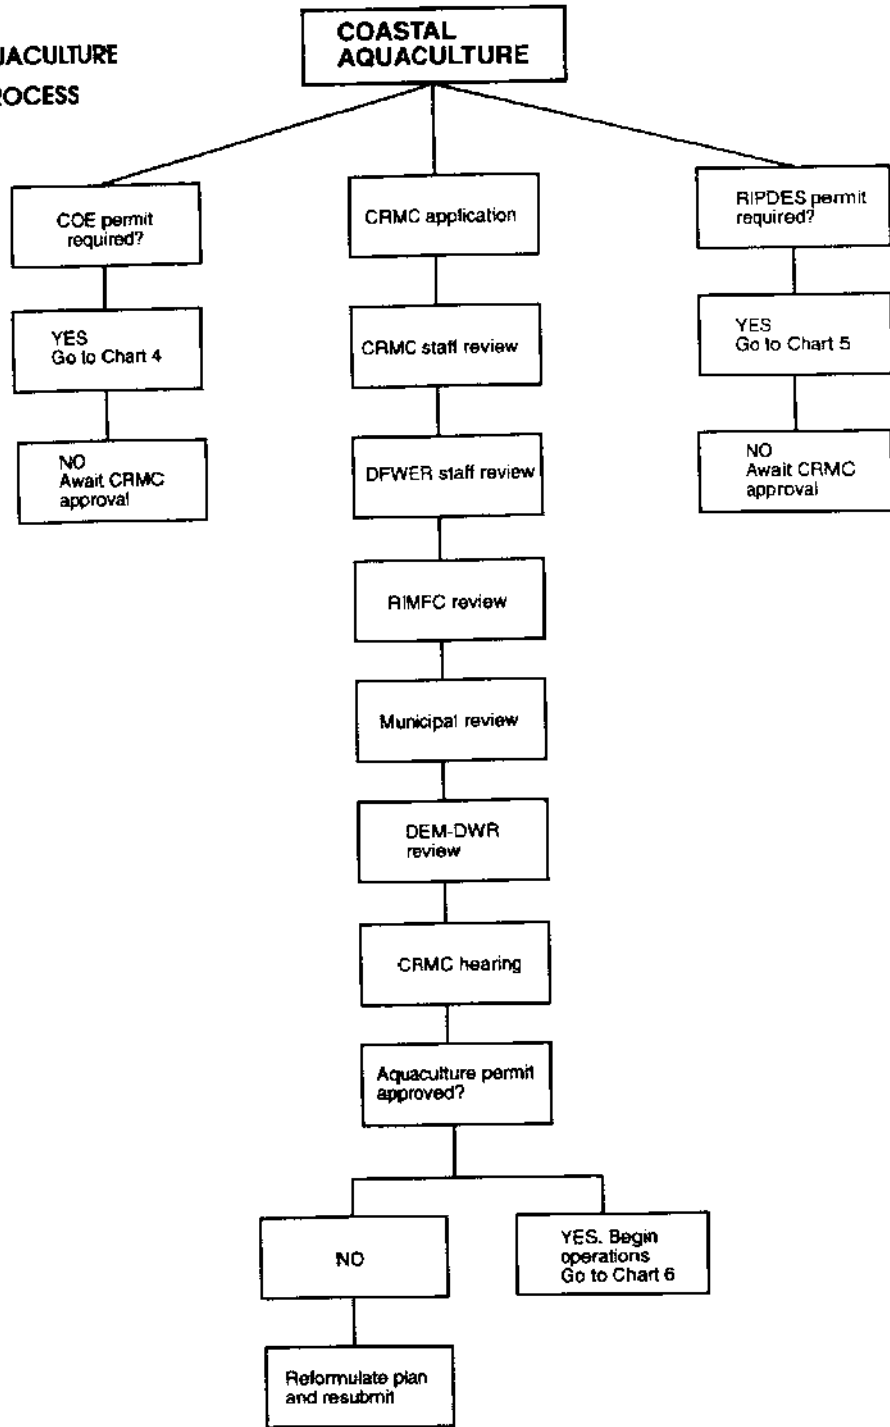 UACULTURE
ROCESS
COASTAL
AQUACULTURE
COE permit
required?
CRMC application
RIPDES permit
required?
YES
Go to Chart 4
CRMC staff review
YES
Go to Chart 5
NO
Await CRMC
approval
DFWER staff review
NO
Await CRMC
approval
RIMFC review
Municipal review
DEM-DWR
review
CRMC hearing
Aquaculture permit
approved?
NO
YES. Begin
operations
Go to Chart 6
Reformulate plan
and resubmit